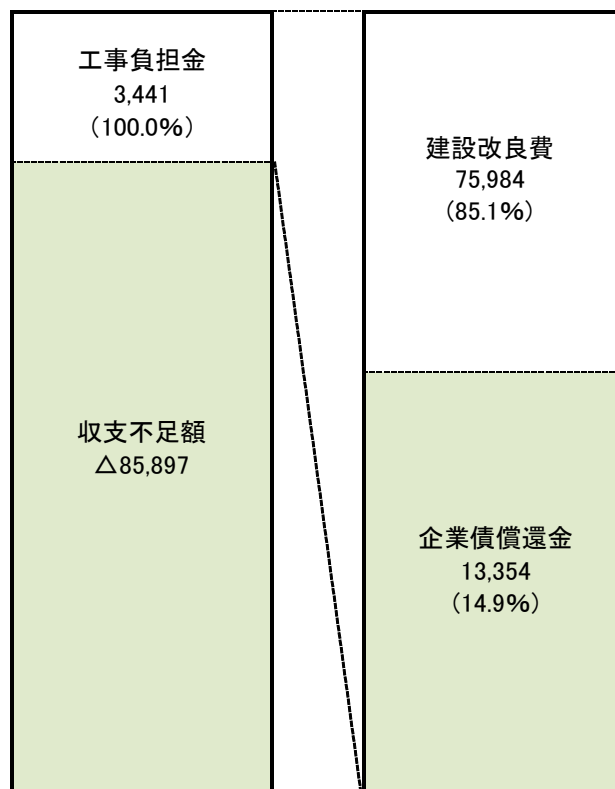 工事負担金
3,441
（100.0%）
収支不足額
△85,897
建設改良費
75,984
（85.1%）
企業債償還金
13,354
（14.9%）